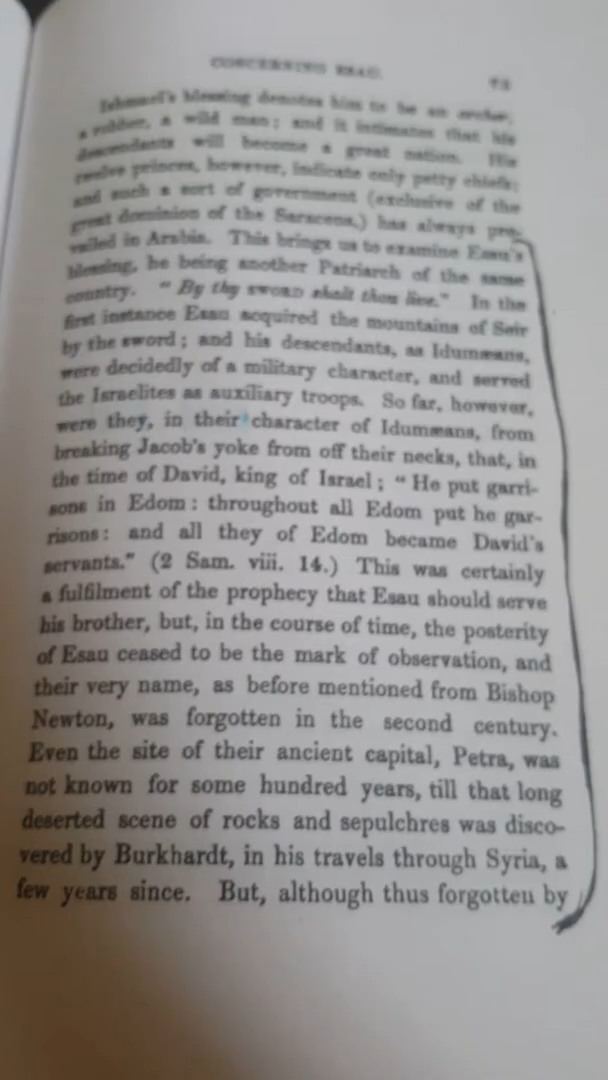 CONCERNING ESAU. 73
Ishmael's blessing denotes him to be an archer,
a robber, a wild man; and it intimates that his
descendants will become a great nation. His
twelve princes, however, indicate only petty chiefs;
and such a sort of government (exclusive of the
great dominion of the Saracens,) has always pre-
vailed in Arabia. This brings us to examine Esau's
blessing, he being another Patriarch of the same
country. "By thy sword shalt thou live." In the
first instance Esau acquired the mountains of Seir
by the sword; and his descendants, as Idumæans,
were decidedly of a military character, and served
the Israelites as auxiliary troops. So far, however,
were they, in their character of Idumæans, from
breaking Jacob's yoke from off their necks, that, in
the time of David, king of Israel; "He put garri-
sons in Edom: throughout all Edom put he gar-
risons: and all they of Edom became David's
servants." (2 Sam. viii. 14.) This was certainly
a fulfilment of the prophecy that Esau should serve
his brother, but, in the course of time, the posterity
of Esau ceased to be the mark of observation, and
their very name, as before mentioned from Bishop
Newton, was forgotten in the second century.
Even the site of their ancient capital, Petra, was
not known for some hundred years, till that long
deserted scene of rocks and sepulchres was disco-
vered by Burkhardt, in his travels through Syria, a
few years since. But, although thus forgotten by